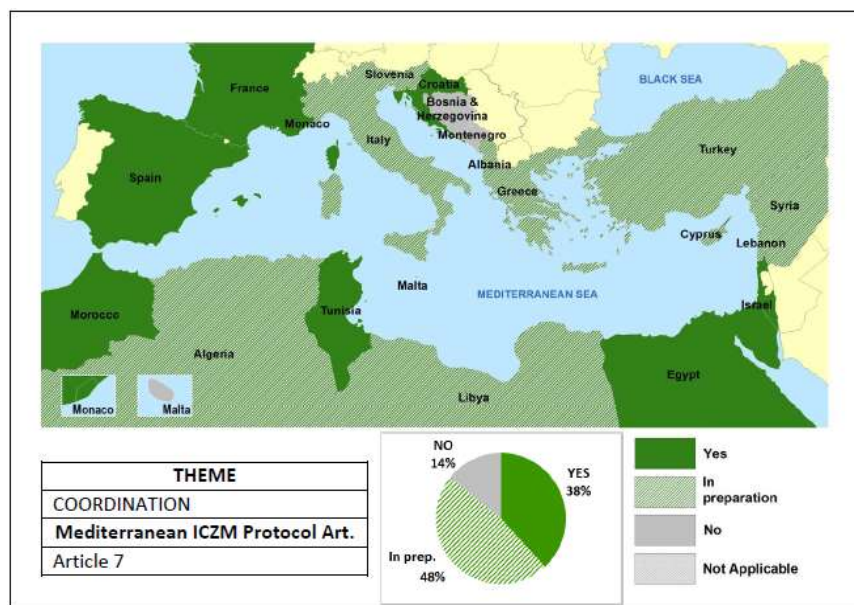 BLACK SEA
Slovenia
Croatia
France
Bosnia &
Herzegovina
Monaco
Montenegro
Italy
Albania
Turkey
Spain
Greece
Syria
Cyprus
Lebanon
Malta
MEDITERRANEAN SEA
Israel
Morocco
Tunisia
Algeria
Egypt
Libya
Monaco
Malta
THEME
COORDINATION
Mediterranean ICZM Protocol Art.
Article 7
NO
14%
YES
38%
In prep.
48%
Yes
In
preparation
No
Not Applicable